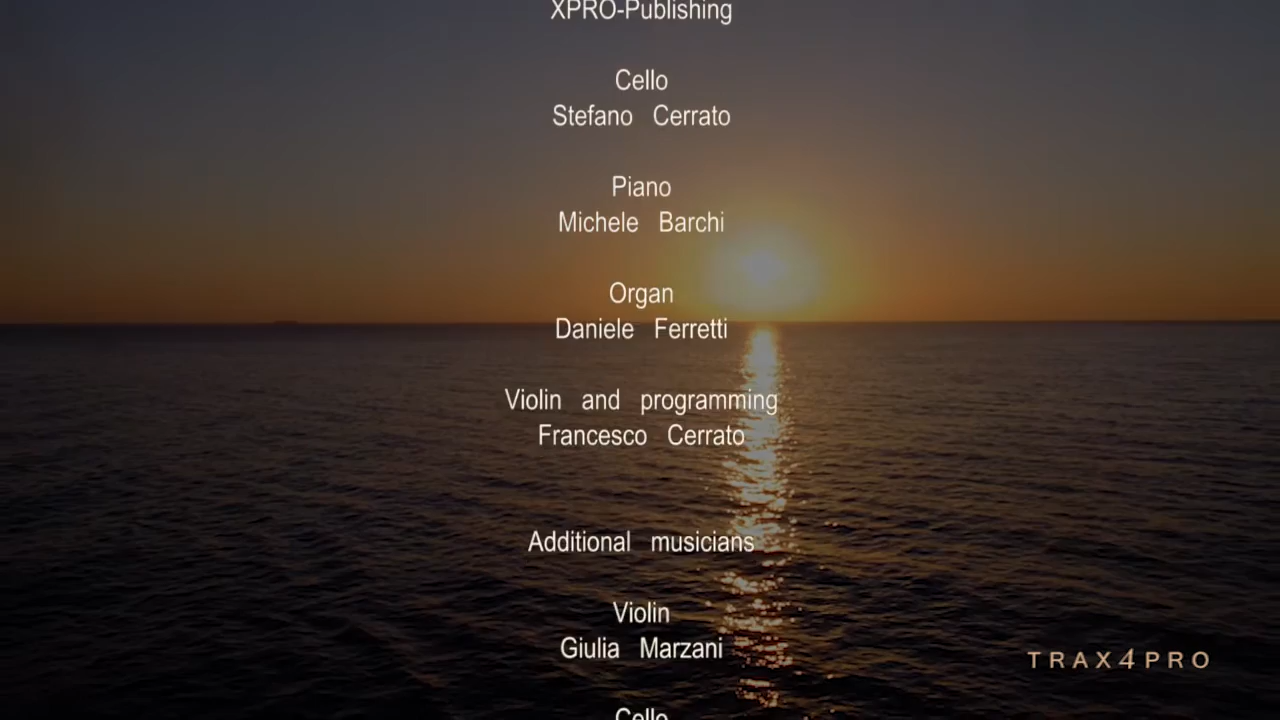 XPRO-Publishing
Cello
Stefano Cerrato
Piano
Michele Barchi
Organ
Daniele Ferretti
Violin and programming
Francesco Cerrato
Additional musicians
Violin
Giulia Marzani
TRAX4PRO
Cello